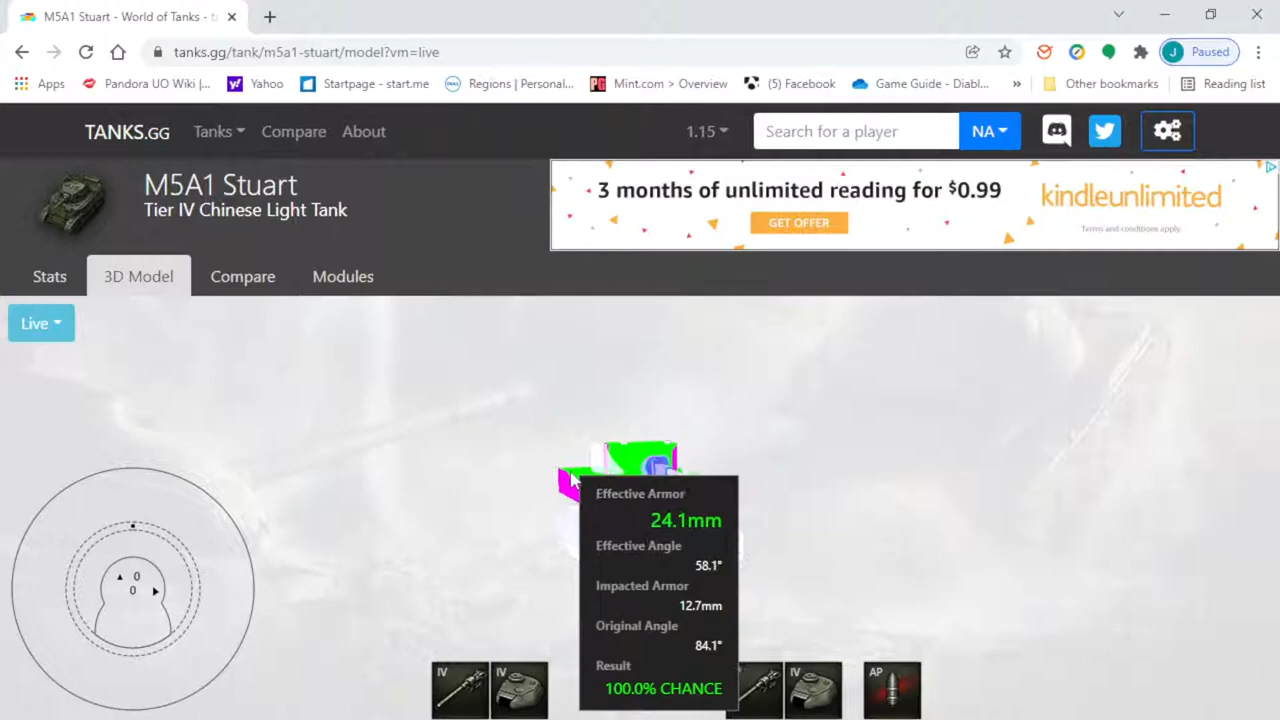 M5A1 Stuart - World of Tanks - t
tanks.gg/tank/m5a1-stuart/model?vm=live
J Paused
Apps
Pandora UO Wiki |...
Yahoo
Startpage - start.me
Regions | Personal...
Mint.com > Overview
(5) Facebook
Game Guide - Diabl...
»
Other bookmarks
Reading list
TANKS.GG
Tanks
Compare
About
1.15
Search for a player
NA
M5A1 Stuart
Tier IV Chinese Light Tank
3 months of unlimited reading for $0.99
GET OFFER
kindleunlimited
Terms and conditions apply.
Stats
3D Model
Compare
Modules
Live
0
0
Effective Armor
24.1mm
Effective Angle
58.1°
Impacted Armor
12.7mm
Original Angle
84.1°
Result
100.0% CHANCE
IV
IV
IV
AP